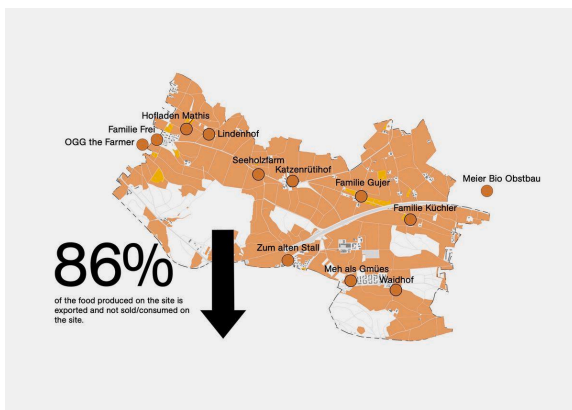 Hofladen Mathis
Familie Frei
Lindenhof
OGG the Farmer
Seeholzfarm
Katzenrütihof
Familie Gujer
Meier Bio Obstbau
Familie Küchler
Zum alten Stall
Meh als Gmües
Waidhof
86%
of the food produced on the site is
exported and not sold/consumed on
the site.